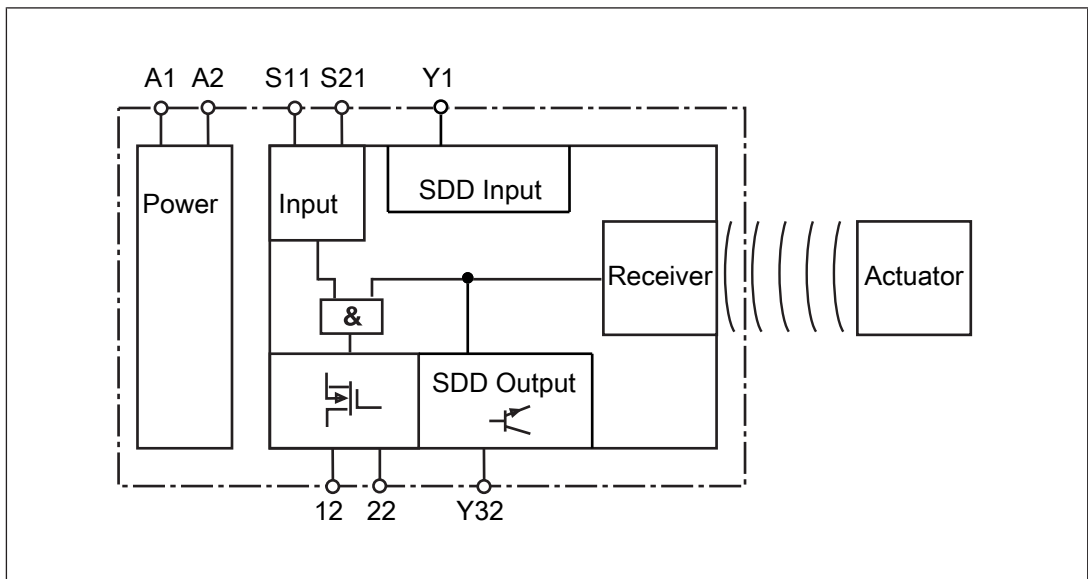 A1 A2 S11 S21 Y1
Power
Input
SDD Input
Receiver
Actuator
&
SDD Output
12 22 Y32